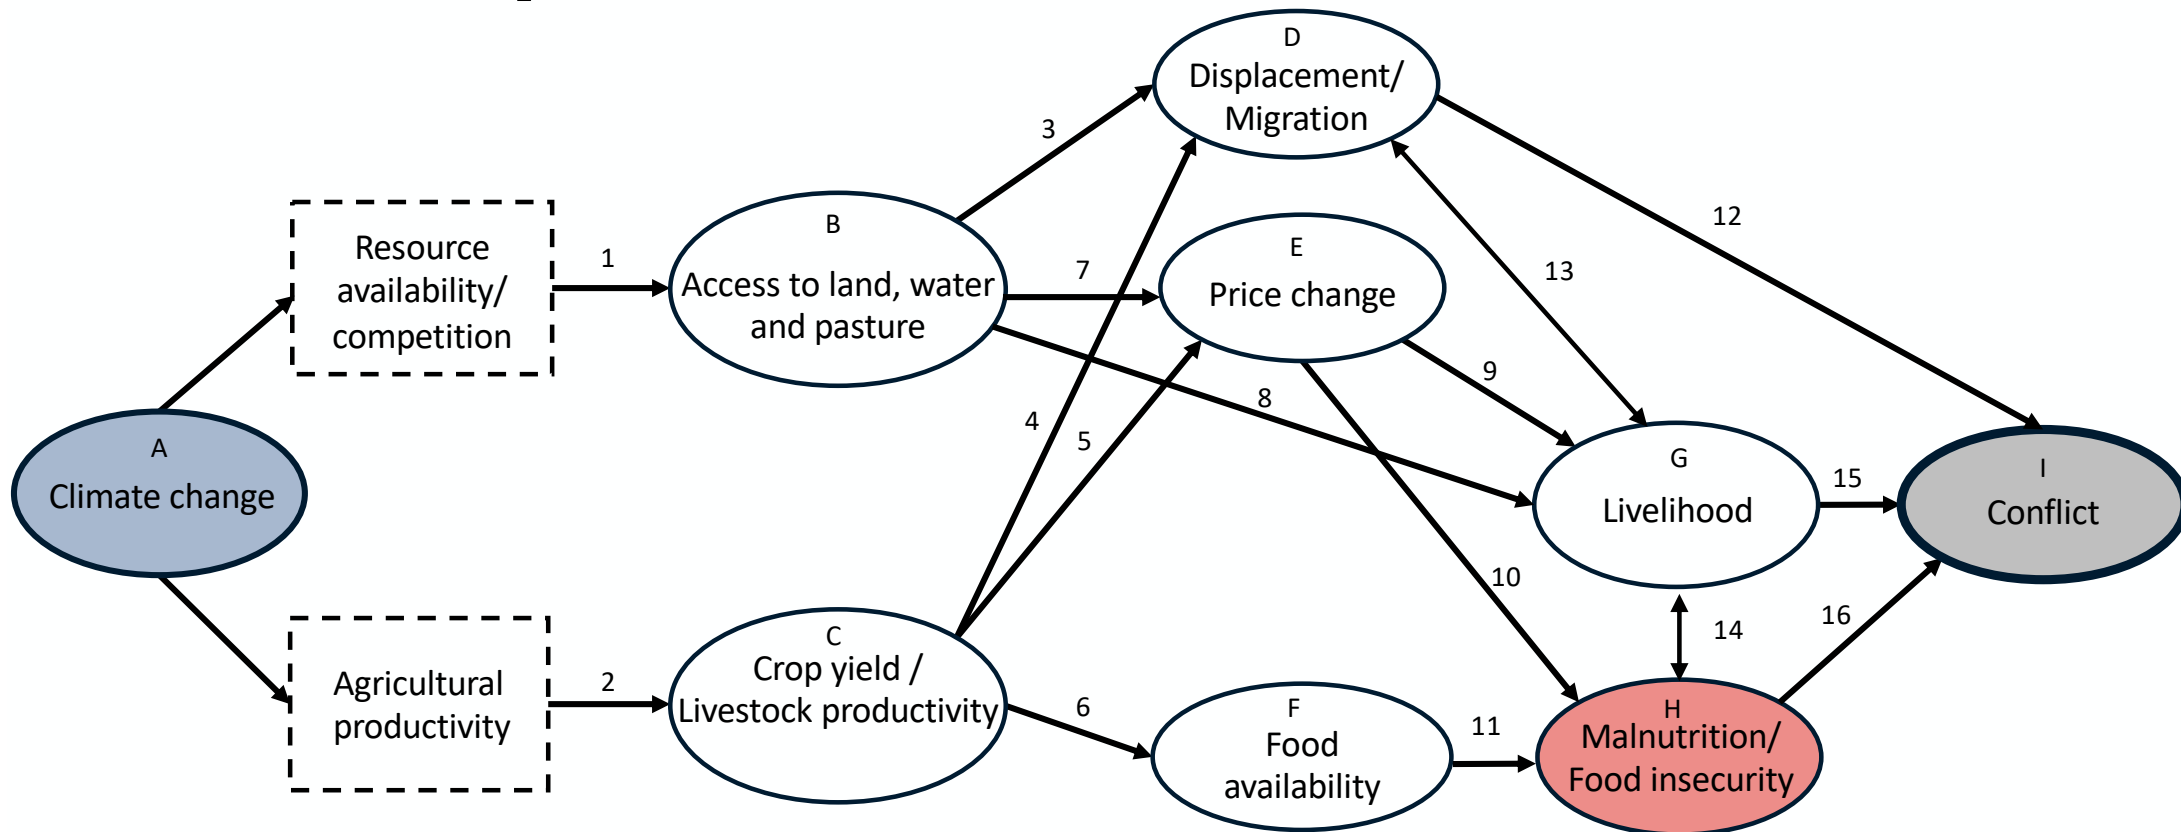 D
Displacement/
Migration
3
12
Resource
availability/
competition
1
B
Access to land, water
and pasture
7
E
Price change
13
9
8
4
5
A
Climate change
G
Livelihood
15
I
Conflict
10
14
16
Agricultural
productivity
2
C
Crop yield /
Livestock productivity
6
F
Food
availability
11
H
Malnutrition/
Food insecurity